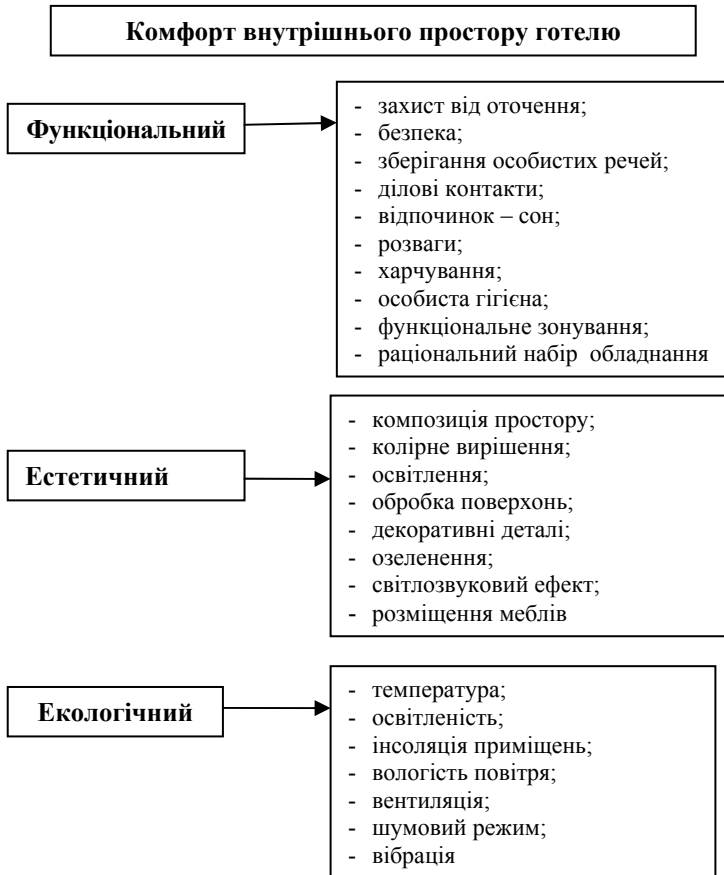 Комфорт внутрішнього простору готелю
Функціональний
- захист від оточення;
- безпека;
- зберігання особистих речей;
- ділові контакти;
- відпочинок – сон;
- розваги;
- харчування;
- особиста гігієна;
- функціональне зонування;
- раціональний набір обладнання
Естетичний
- композиція простору;
- колірне вирішення;
- освітлення;
- обробка поверхонь;
- декоративні деталі;
- озеленення;
- світлозвуковий ефект;
- розміщення меблів
Екологічний
- температура;
- освітленість;
- інсоляція приміщень;
- вологість повітря;
- вентиляція;
- шумовий режим;
- вібрація